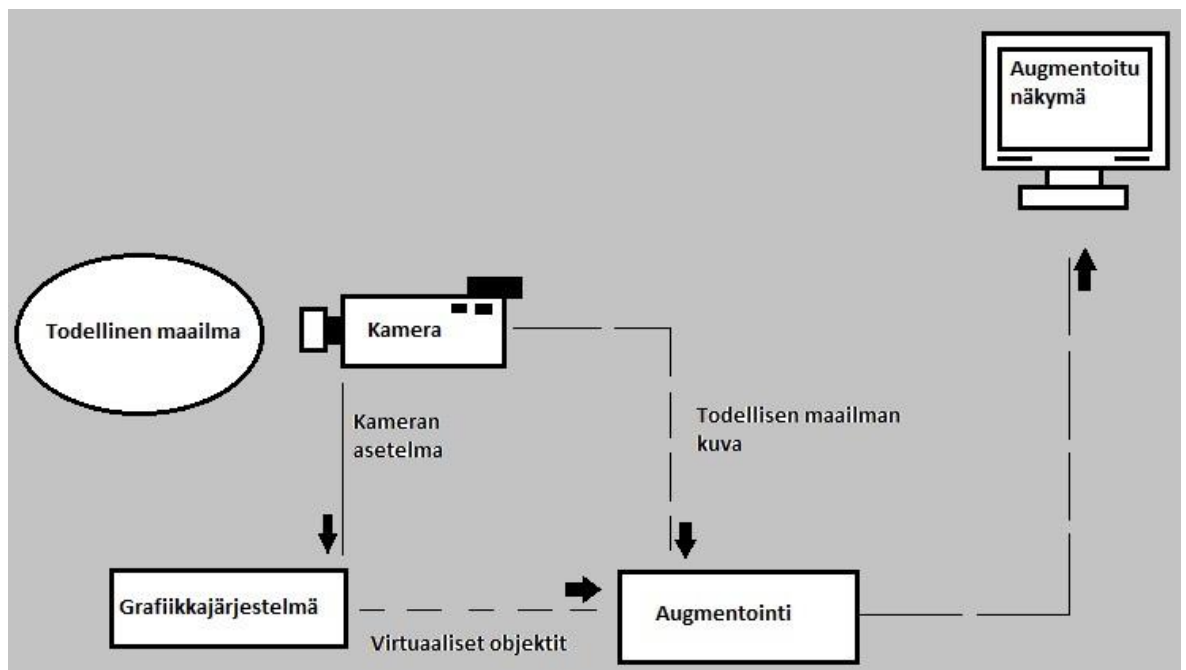 Augmentoitu
näkymä
Todellinen maailma
Kamera
Kameran
asetelma
Todellisen maailman
kuva
Grafiikkajärjestelmä
Virtuaaliset objektit
Augmentointi